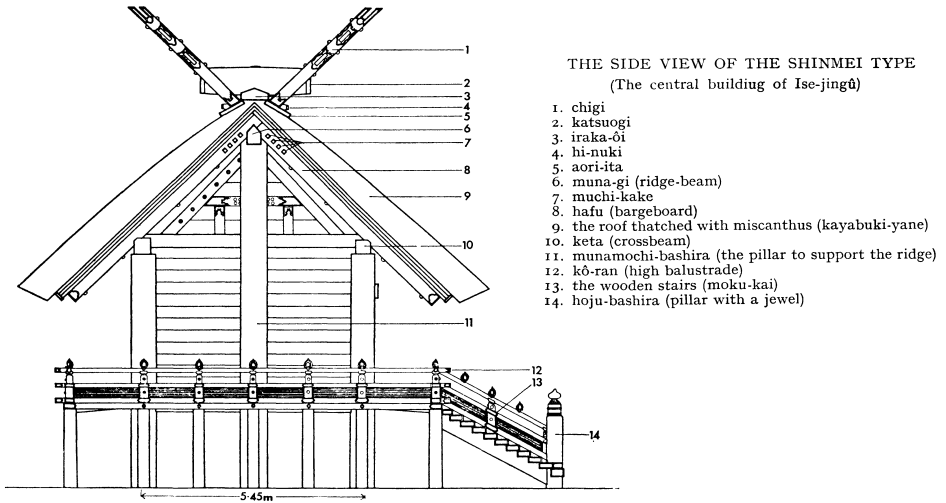 1
2
3
4
5
6
7
8
9
10
11
12
13
14
5·45m
THE SIDE VIEW OF THE SHINMEI TYPE
(The central builidug of Ise-jingû)
1. chigi
2. katsuogi
3. iraka-ôi
4. hi-nuki
5. aori-ita
6. muna-gi (ridge-beam)
7. muchi-kake
8. hafu (bargeboard)
9. the roof thatched with miscanthus (kayabuki-yane)
10. keta (crossbeam)
11. munamochi-bashira (the pillar to support the ridge)
12. kô-ran (high balustrade)
13. the wooden stairs (moku-kai)
14. hoju-bashira (pillar with a jewel)